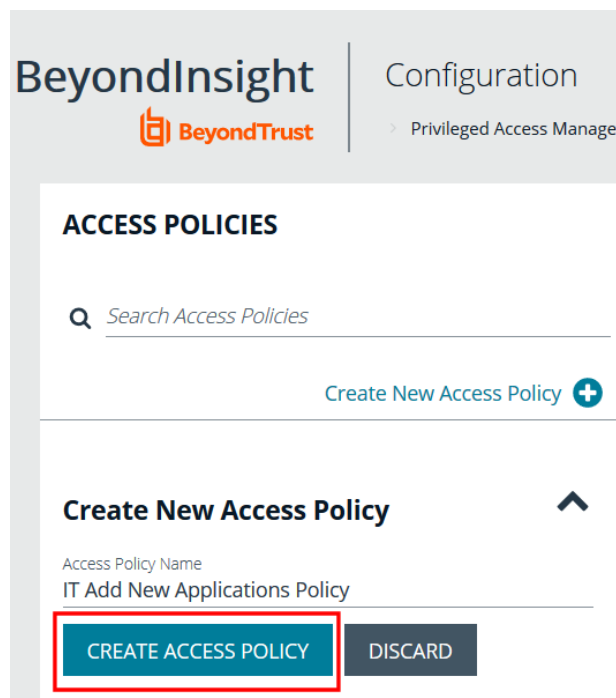 BeyondInsight
BeyondTrust
Configuration
Privileged Access Manage
ACCESS POLICIES
Search Access Policies
Create New Access Policy
Create New Access Policy
Access Policy Name
IT Add New Applications Policy
CREATE ACCESS POLICY
DISCARD